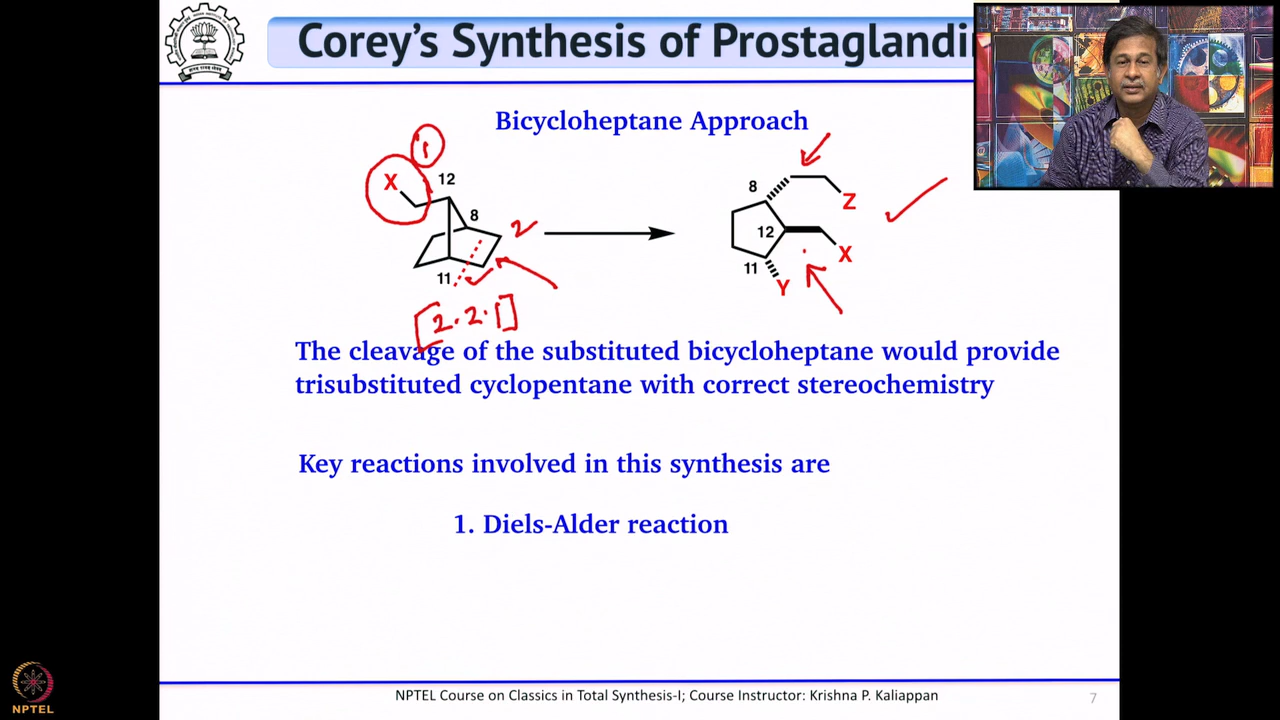 Corey's Synthesis of Prostaglandi
Bicycloheptane Approach
1
X
12
8
2
11
[2.2.1]
8
Z
12
X
11
Y
The cleavage of the substituted bicycloheptane would provide
trisubstituted cyclopentane with correct stereochemistry
Key reactions involved in this synthesis are
1. Diels-Alder reaction
NPTEL Course on Classics in Total Synthesis-I; Course Instructor: Krishna P. Kaliappan
7
NPTEL